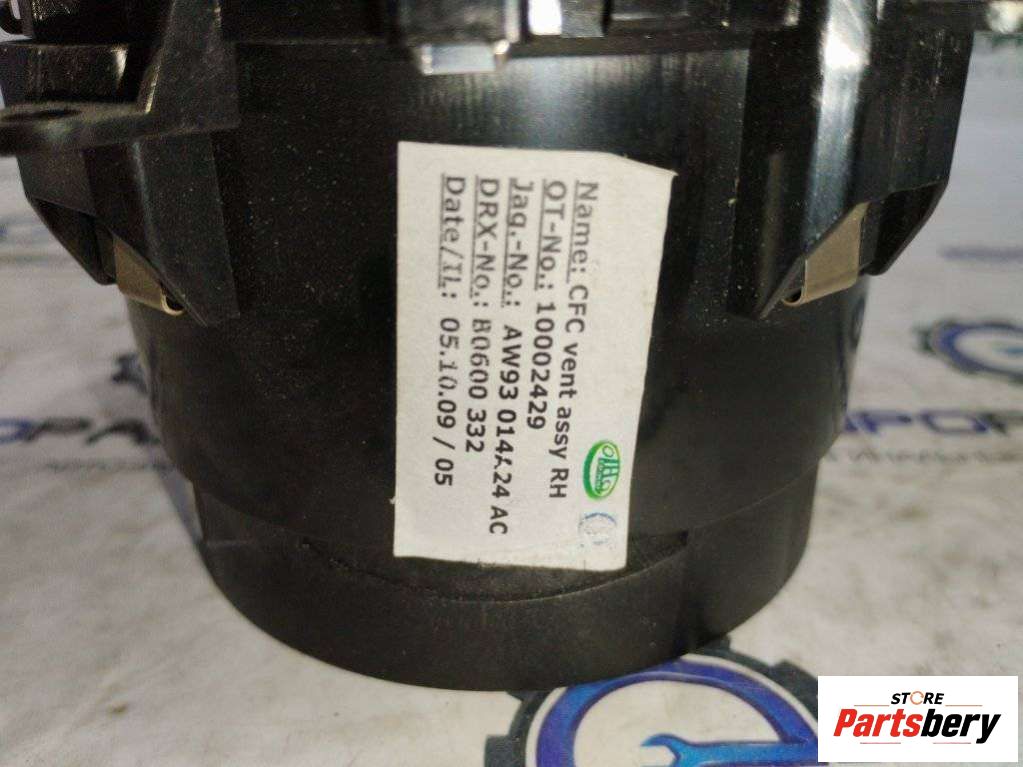 Name: CFC vent assy RH
OT-No.: 10002429
Jag.-No.: AW93 014L24 AC
DRX-No.: B0600 332
Date/IL: 05.10.09 / 05
STORE
Partsbery